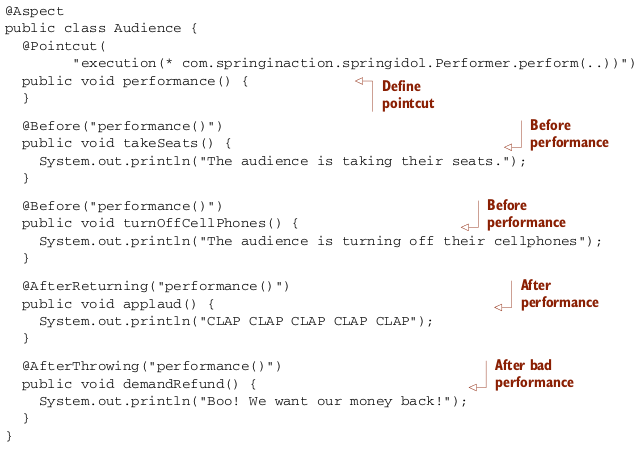 @Aspect
public class Audience {
  @Pointcut(
        "execution(* com.springinaction.springidol.Performer.perform(..))")
  public void performance() {
Define
pointcut
  }
  @Before("performance()")
Before
performance
  public void takeSeats() {
    System.out.println("The audience is taking their seats.");
  }
  @Before("performance()")
Before
performance
  public void turnOffCellPhones() {
    System.out.println("The audience is turning off their cellphones");
  }
  @AfterReturning("performance()")
After
performance
  public void applaud() {
    System.out.println("CLAP CLAP CLAP CLAP CLAP");
  }
  @AfterThrowing("performance()")
After bad
performance
  public void demandRefund() {
    System.out.println("Boo! We want our money back!");
  }
}